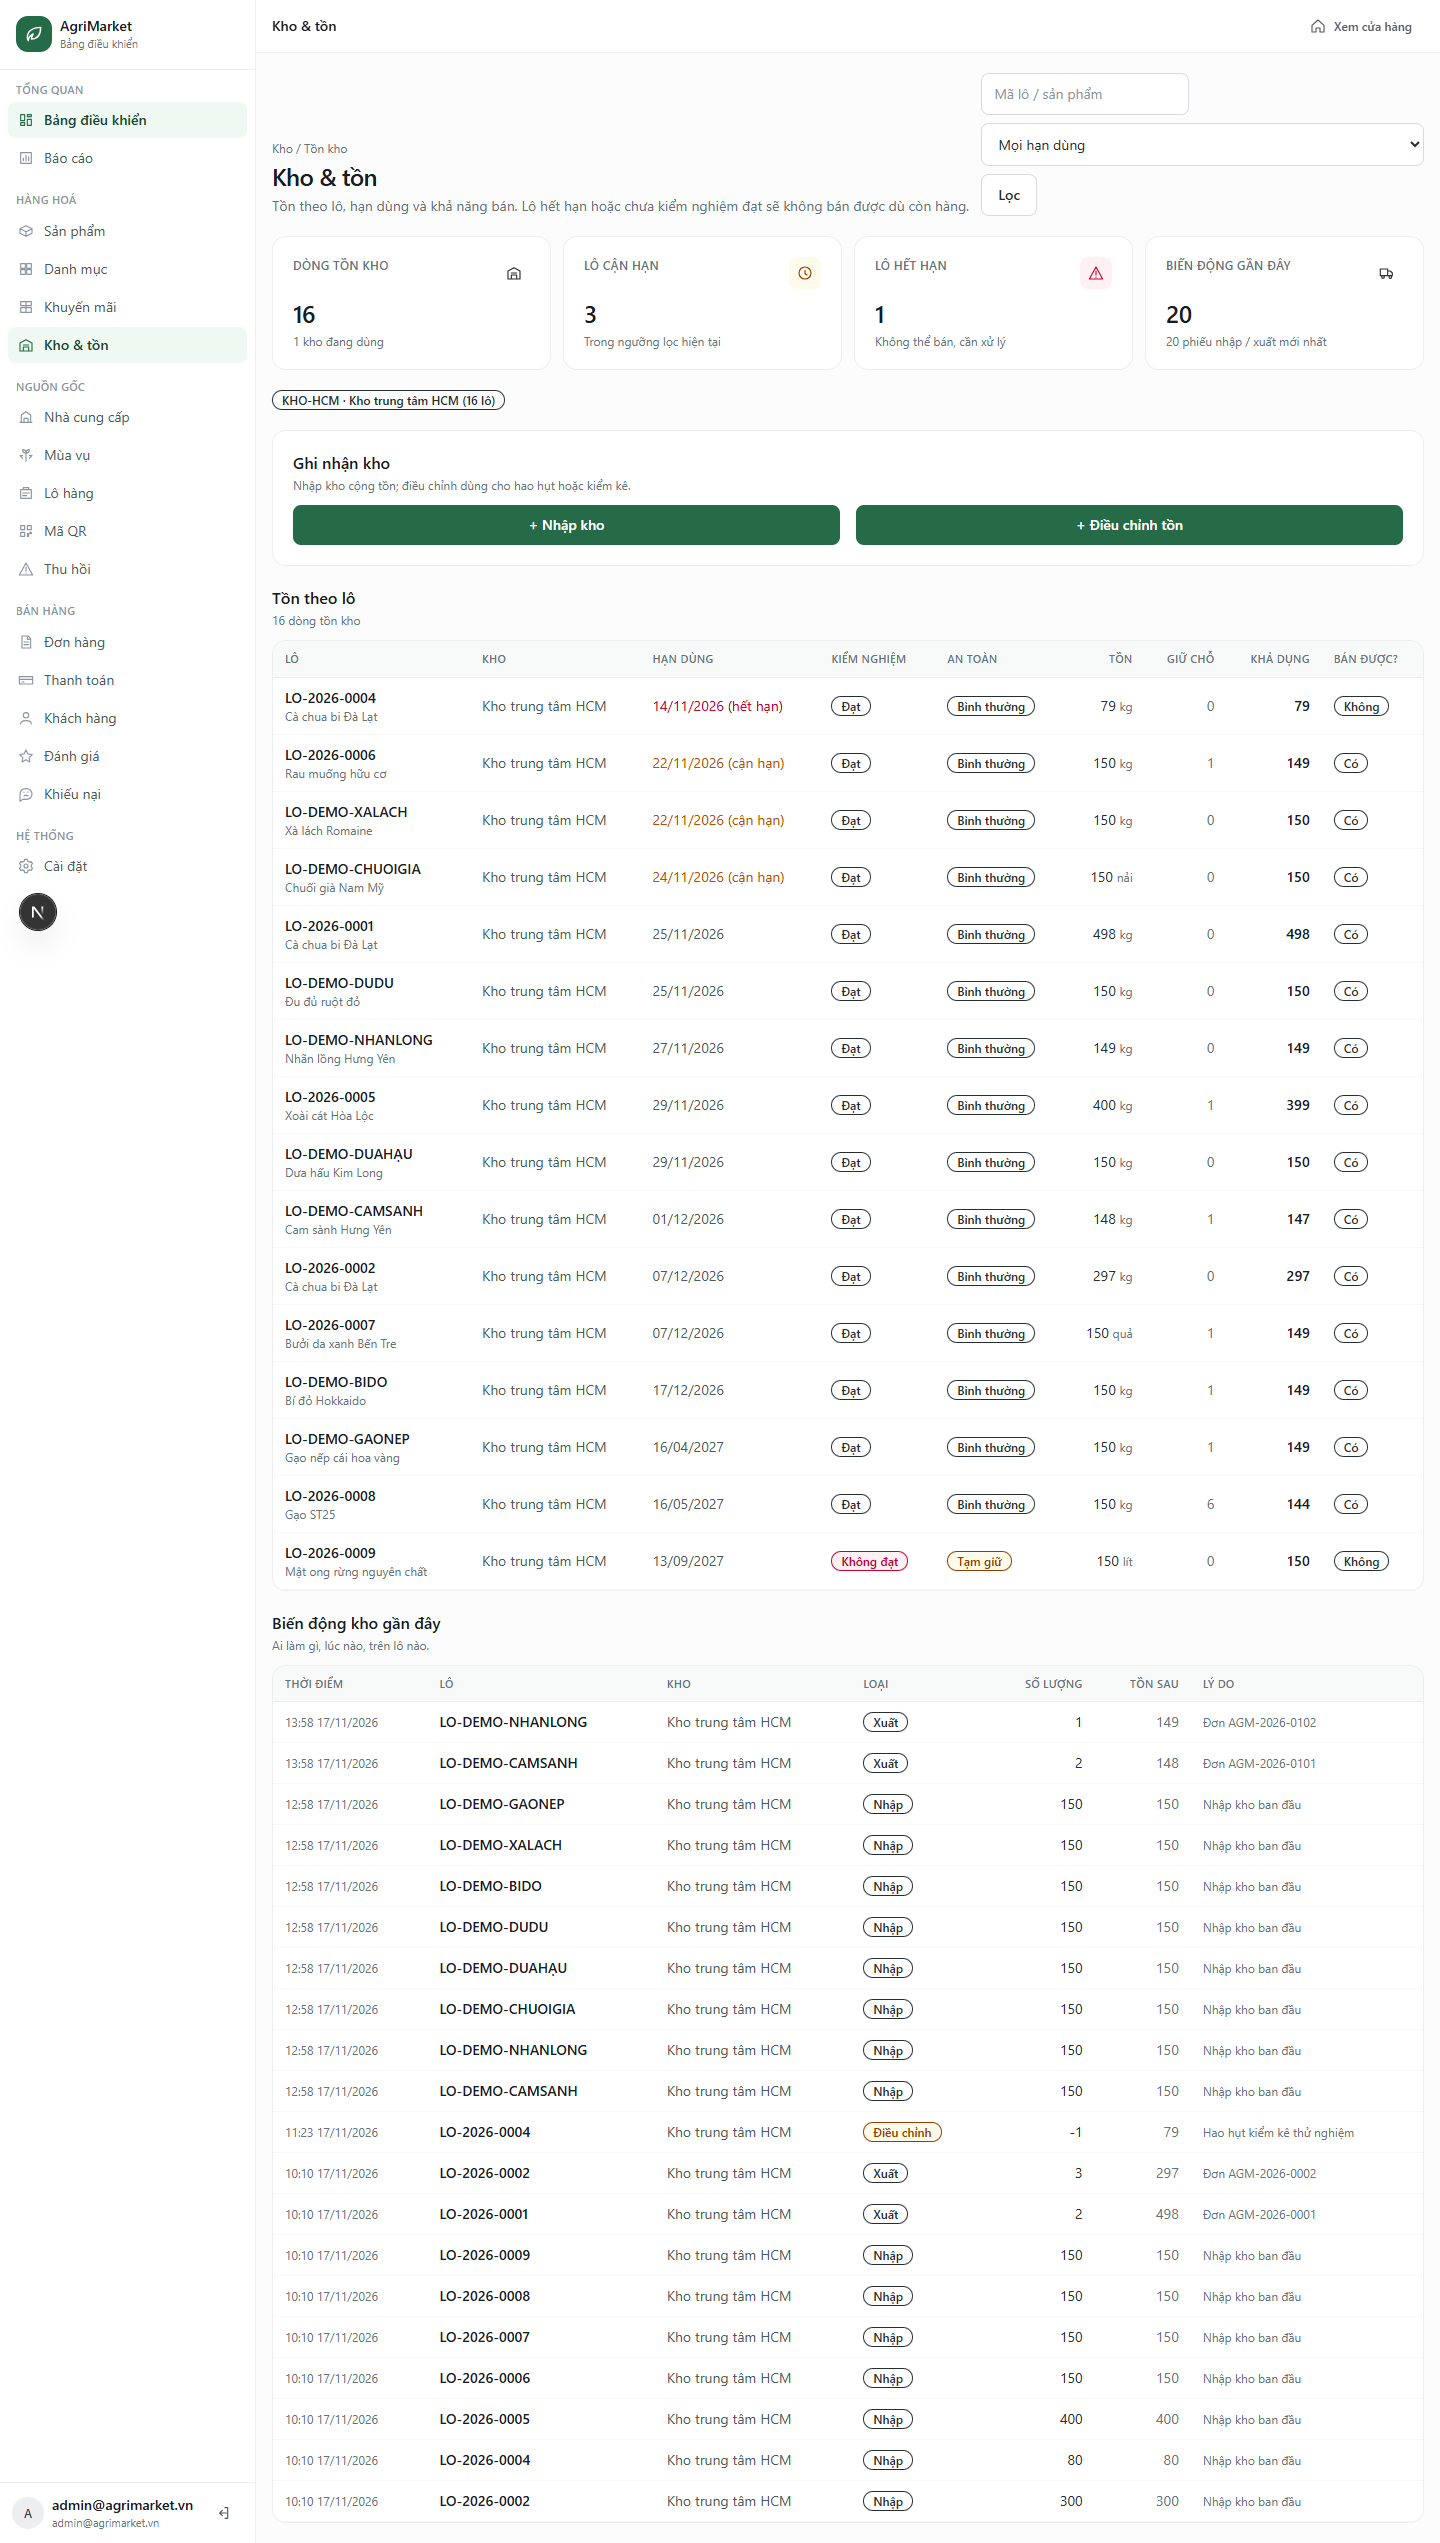 AgriMarket
Bảng điều khiển
TỔNG QUAN
Bảng điều khiển
Báo cáo
HÀNG HOÁ
Sản phẩm
Danh mục
Khuyến mãi
Kho & tồn
NGUỒN GỐC
Nhà cung cấp
Mùa vụ
Lô hàng
Mã QR
Thu hồi
BÁN HÀNG
Đơn hàng
Thanh toán
Khách hàng
Đánh giá
Khiếu nại
HỆ THỐNG
Cài đặt
N
A
admin@agrimarket.vn
admin@agrimarket.vn
Kho & tồn
Xem cửa hàng
Kho / Tồn kho
Kho & tồn
Tồn theo lô, hạn dùng và khả năng bán. Lô hết hạn hoặc chưa kiểm nghiệm đạt sẽ không bán được dù còn hàng.
Mã lô / sản phẩm
Mọi hạn dùng
Lọc
DÒNG TỒN KHO
16
1 kho đang dùng
LÔ CẬN HẠN
3
Trong ngưỡng lọc hiện tại
LÔ HẾT HẠN
1
Không thể bán, cần xử lý
BIẾN ĐỘNG GẦN ĐÂY
20
20 phiếu nhập / xuất mới nhất
KHO-HCM · Kho trung tâm HCM (16 lô)
Ghi nhận kho
Nhập kho cộng tồn; điều chỉnh dùng cho hao hụt hoặc kiểm kê.
+ Nhập kho
+ Điều chỉnh tồn
Tồn theo lô
16 dòng tồn kho
LÔ KHO HẠN DÙNG KIỂM NGHIỆM AN TOÀN TỒN GIỮ CHỖ KHẢ DỤNG BÁN ĐƯỢC?
LO-2026-0004 Kho trung tâm HCM 14/11/2026 (hết hạn) Đạt Bình thường 79 kg 0 79 Không
Cà chua bi Đà Lạt
LO-2026-0006 Kho trung tâm HCM 22/11/2026 (cận hạn) Đạt Bình thường 150 kg 1 149 Có
Rau muống hữu cơ
LO-DEMO-XALACH Kho trung tâm HCM 22/11/2026 (cận hạn) Đạt Bình thường 150 kg 0 150 Có
Xà lách Romaine
LO-DEMO-CHUOIGIA Kho trung tâm HCM 24/11/2026 (cận hạn) Đạt Bình thường 150 nải 0 150 Có
Chuối già Nam Mỹ
LO-2026-0001 Kho trung tâm HCM 25/11/2026 Đạt Bình thường 498 kg 0 498 Có
Cà chua bi Đà Lạt
LO-DEMO-DUDU Kho trung tâm HCM 25/11/2026 Đạt Bình thường 150 kg 0 150 Có
Đu đủ ruột đỏ
LO-DEMO-NHANLONG Kho trung tâm HCM 27/11/2026 Đạt Bình thường 149 kg 0 149 Có
Nhãn lồng Hưng Yên
LO-2026-0005 Kho trung tâm HCM 29/11/2026 Đạt Bình thường 400 kg 1 399 Có
Xoài cát Hòa Lộc
LO-DEMO-DUAHẠU Kho trung tâm HCM 29/11/2026 Đạt Bình thường 150 kg 0 150 Có
Dưa hấu Kim Long
LO-DEMO-CAMSANH Kho trung tâm HCM 01/12/2026 Đạt Bình thường 148 kg 1 147 Có
Cam sành Hưng Yên
LO-2026-0002 Kho trung tâm HCM 07/12/2026 Đạt Bình thường 297 kg 0 297 Có
Cà chua bi Đà Lạt
LO-2026-0007 Kho trung tâm HCM 07/12/2026 Đạt Bình thường 150 quả 1 149 Có
Bưởi da xanh Bến Tre
LO-DEMO-BIDO Kho trung tâm HCM 17/12/2026 Đạt Bình thường 150 kg 1 149 Có
Bí đỏ Hokkaido
LO-DEMO-GAONEP Kho trung tâm HCM 16/04/2027 Đạt Bình thường 150 kg 1 149 Có
Gạo nếp cái hoa vàng
LO-2026-0008 Kho trung tâm HCM 16/05/2027 Đạt Bình thường 150 kg 6 144 Có
Gạo ST25
LO-2026-0009 Kho trung tâm HCM 13/09/2027 Không đạt Tạm giữ 150 lít 0 150 Không
Mật ong rừng nguyên chất
Biến động kho gần đây
Ai làm gì, lúc nào, trên lô nào.
THỜI ĐIỂM LÔ KHO LOẠI SỐ LƯỢNG TỒN SAU LÝ DO
13:58 17/11/2026 LO-DEMO-NHANLONG Kho trung tâm HCM Xuất 1 149 Đơn AGM-2026-0102
13:58 17/11/2026 LO-DEMO-CAMSANH Kho trung tâm HCM Xuất 2 148 Đơn AGM-2026-0101
12:58 17/11/2026 LO-DEMO-GAONEP Kho trung tâm HCM Nhập 150 150 Nhập kho ban đầu
12:58 17/11/2026 LO-DEMO-XALACH Kho trung tâm HCM Nhập 150 150 Nhập kho ban đầu
12:58 17/11/2026 LO-DEMO-BIDO Kho trung tâm HCM Nhập 150 150 Nhập kho ban đầu
12:58 17/11/2026 LO-DEMO-DUDU Kho trung tâm HCM Nhập 150 150 Nhập kho ban đầu
12:58 17/11/2026 LO-DEMO-DUAHẠU Kho trung tâm HCM Nhập 150 150 Nhập kho ban đầu
12:58 17/11/2026 LO-DEMO-CHUOIGIA Kho trung tâm HCM Nhập 150 150 Nhập kho ban đầu
12:58 17/11/2026 LO-DEMO-NHANLONG Kho trung tâm HCM Nhập 150 150 Nhập kho ban đầu
12:58 17/11/2026 LO-DEMO-CAMSANH Kho trung tâm HCM Nhập 150 150 Nhập kho ban đầu
11:23 17/11/2026 LO-2026-0004 Kho trung tâm HCM Điều chỉnh -1 79 Hao hụt kiểm kê thử nghiệm
10:10 17/11/2026 LO-2026-0002 Kho trung tâm HCM Xuất 3 297 Đơn AGM-2026-0002
10:10 17/11/2026 LO-2026-0001 Kho trung tâm HCM Xuất 2 498 Đơn AGM-2026-0001
10:10 17/11/2026 LO-2026-0009 Kho trung tâm HCM Nhập 150 150 Nhập kho ban đầu
10:10 17/11/2026 LO-2026-0008 Kho trung tâm HCM Nhập 150 150 Nhập kho ban đầu
10:10 17/11/2026 LO-2026-0007 Kho trung tâm HCM Nhập 150 150 Nhập kho ban đầu
10:10 17/11/2026 LO-2026-0006 Kho trung tâm HCM Nhập 150 150 Nhập kho ban đầu
10:10 17/11/2026 LO-2026-0005 Kho trung tâm HCM Nhập 400 400 Nhập kho ban đầu
10:10 17/11/2026 LO-2026-0004 Kho trung tâm HCM Nhập 80 80 Nhập kho ban đầu
10:10 17/11/2026 LO-2026-0002 Kho trung tâm HCM Nhập 300 300 Nhập kho ban đầu